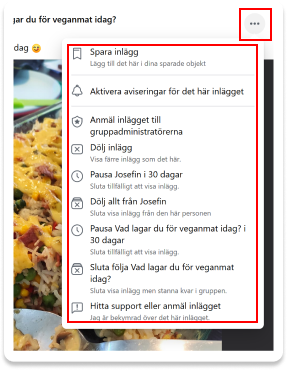 gar du för veganmat idag?
dag 😋
Spara inlägg
Lägg till det här i dina sparade objekt
Aktivera aviseringar för det här inlägget
Anmäl inlägget till
gruppadministratörerna
Dölj inlägg
Visa färre inlägg som det här.
Pausa Josefin i 30 dagar
Sluta tillfälligt att visa inlägg.
Dölj allt från Josefin
Sluta visa inlägg från den här personen
Pausa Vad lagar du för veganmat idag? i
30 dagar
Sluta tillfälligt att visa inlägg.
Sluta följa Vad lagar du för veganmat
idag?
Sluta visa inlägg men stanna kvar i gruppen.
Hitta support eller anmäl inlägget
Jag är bekymrad över det här inlägget.